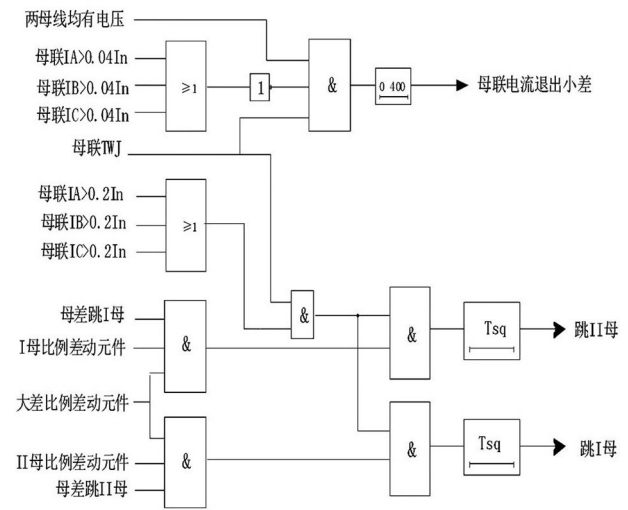 两母线均有电压
母联IA>0.04In
母联IB>0.04In
母联IC>0.04In
≥1
1
&
0 400
母联电流退出小差
母联TWJ
母联IA>0.2In
母联IB>0.2In
母联IC>0.2In
≥1
&
母差跳I母
I母比例差动元件
大差比例差动元件
&
&
Tsq
跳II母
II母比例差动元件
母差跳II母
&
&
Tsq
跳I母